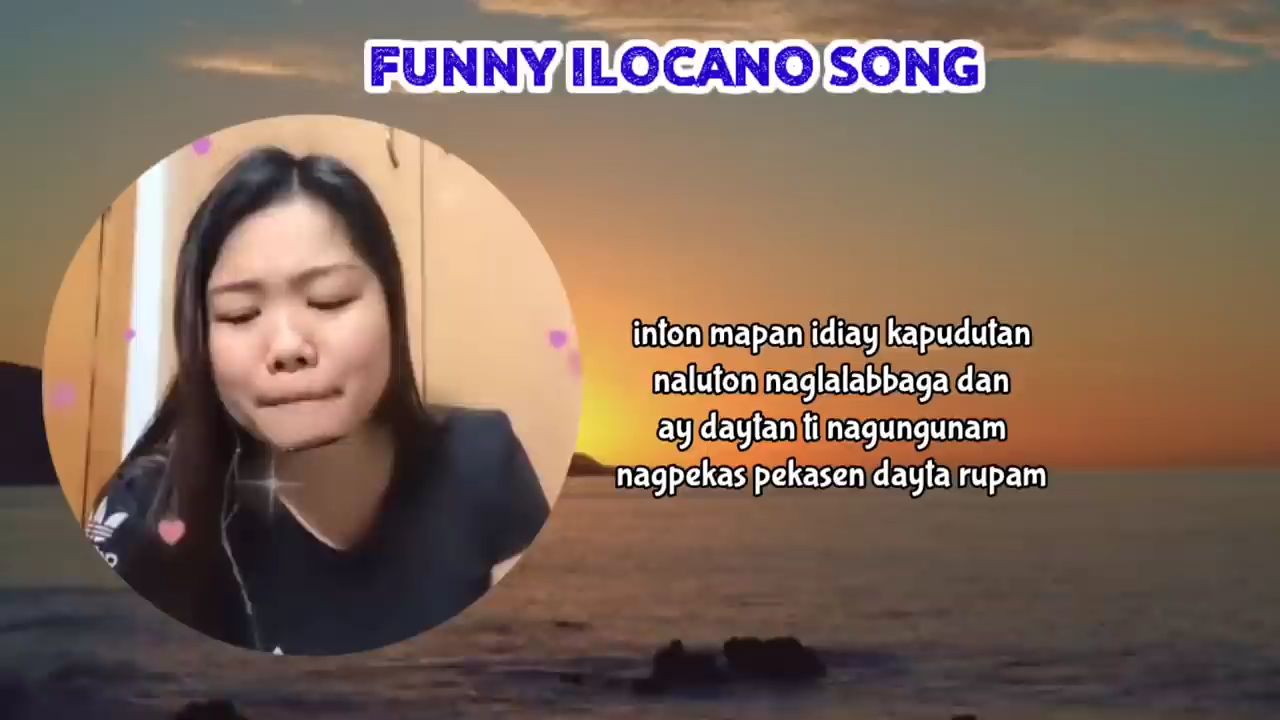 FUNNY ILOCANO SONG
inton mapan idiay kapudutan
naluton naglalabbaga dan
ay daytan ti nagungunam
nagpekas pekasen dayta rupam